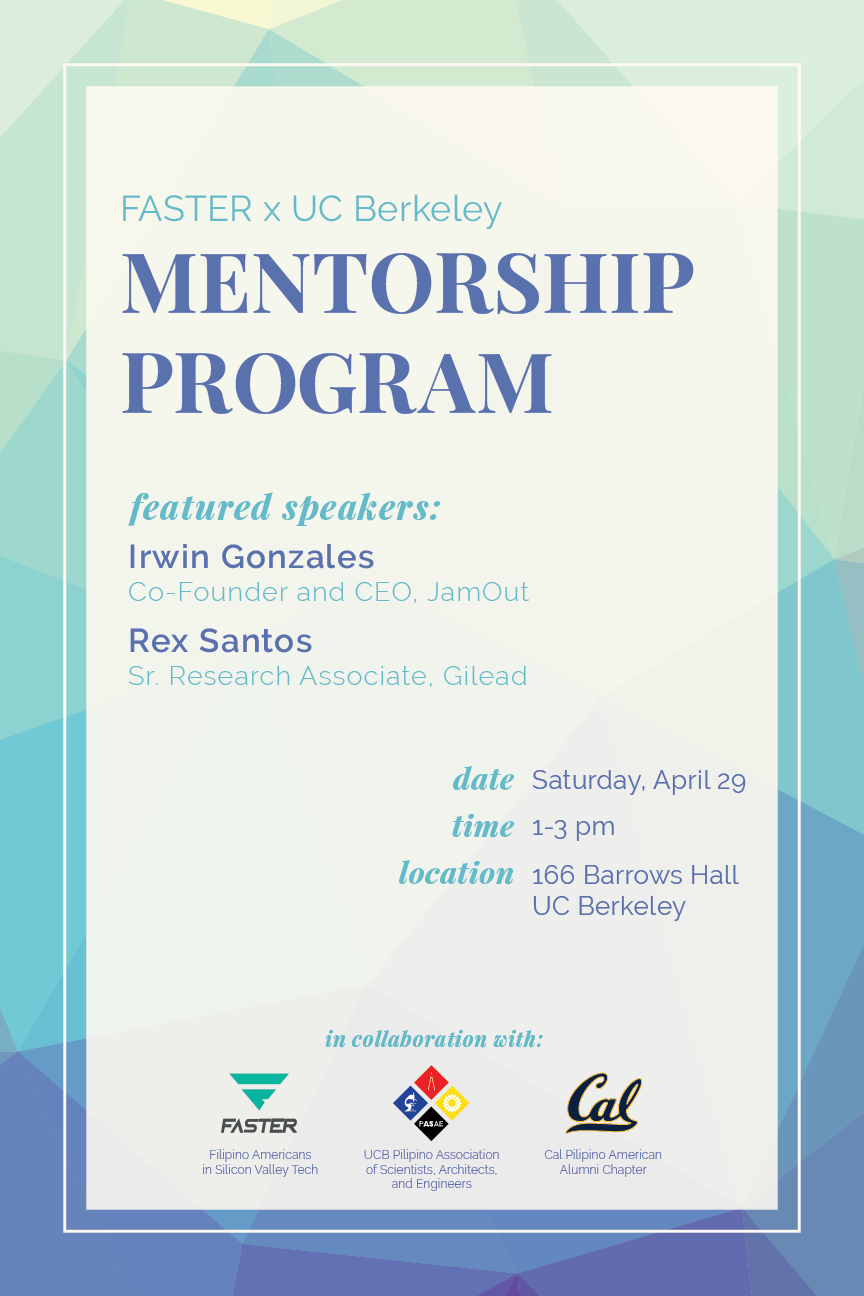 FASTER x UC Berkeley
MENTORSHIP
PROGRAM
featured speakers:
Irwin Gonzales
Co-Founder and CEO, JamOut
Rex Santos
Sr. Research Associate, Gilead
date Saturday, April 29
time 1-3 pm
location 166 Barrows Hall
UC Berkeley
in collaboration with:
FASTER
Filipino Americans
in Silicon Valley Tech
PASAE
UCB Pilipino Association
of Scientists, Architects,
and Engineers
Cal
Cal Pilipino American
Alumni Chapter